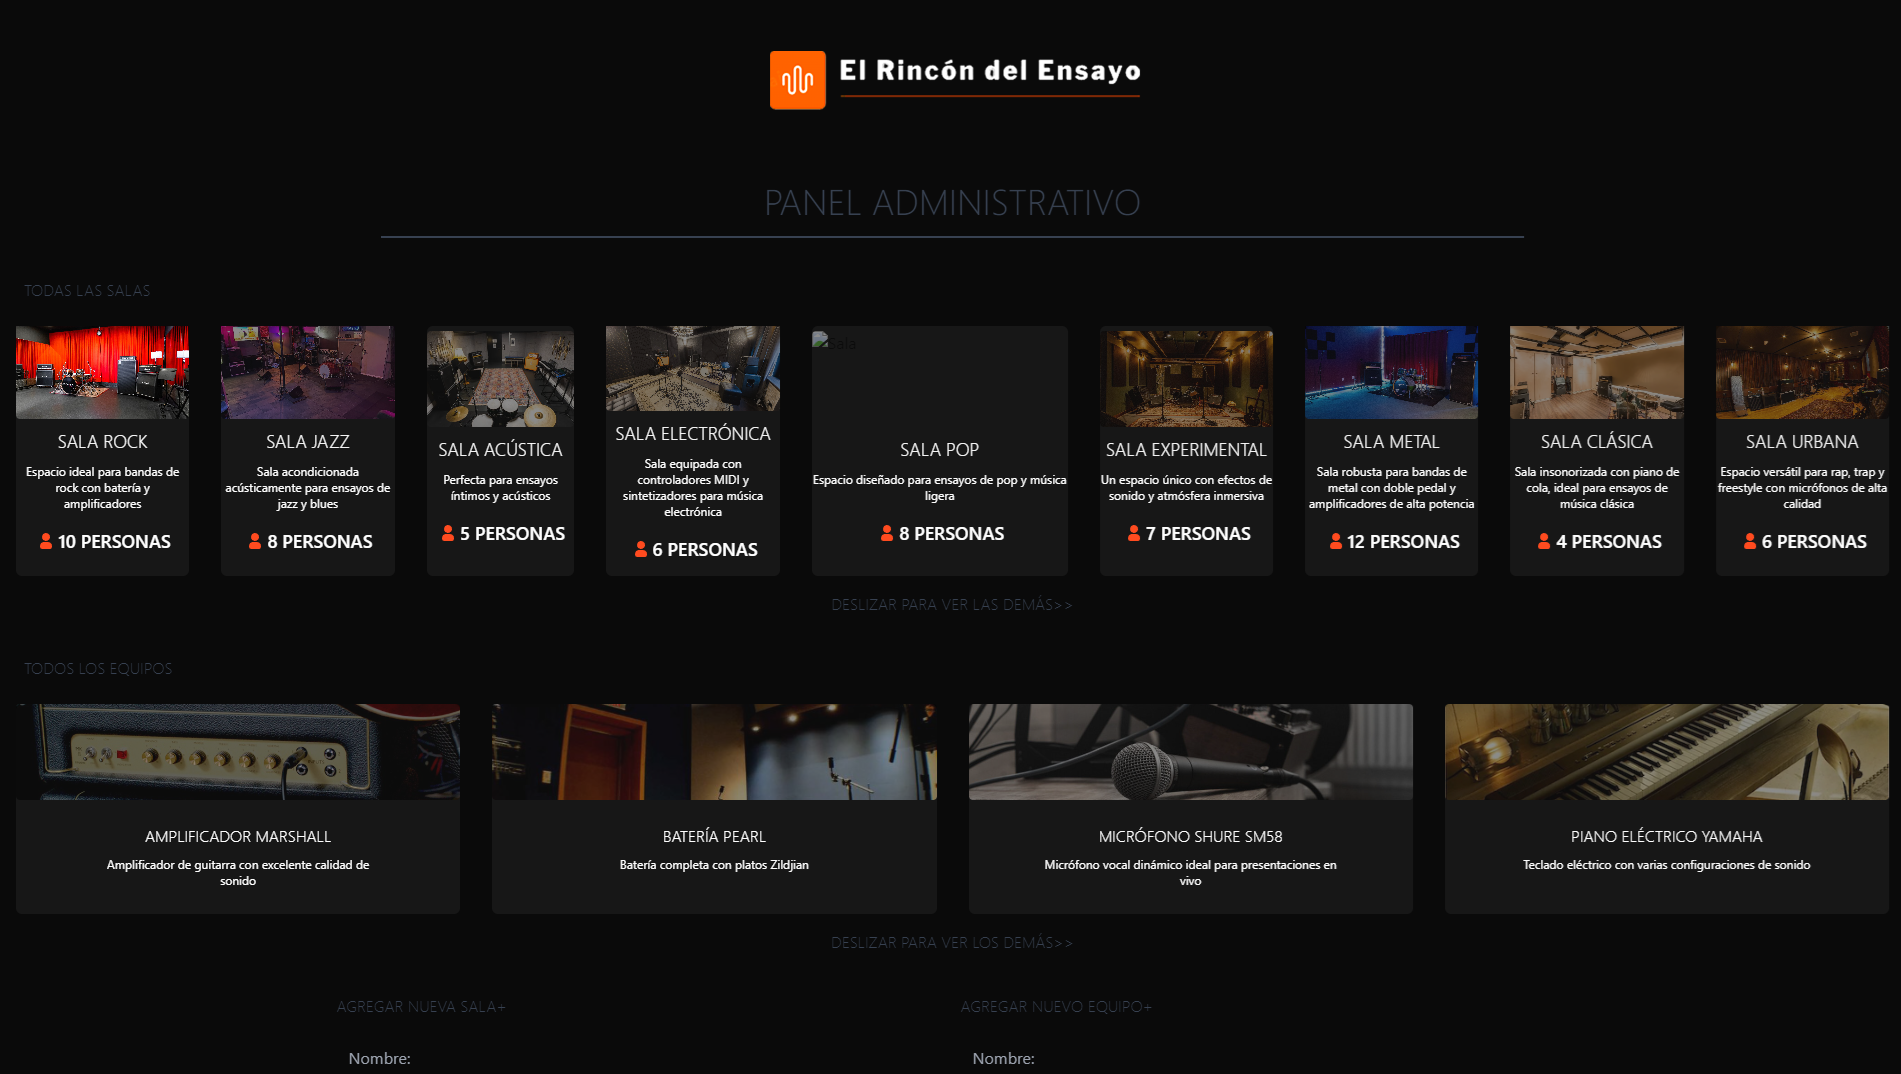 El Rincón del Ensayo
PANEL ADMINISTRATIVO
TODAS LAS SALAS
SALA ROCK
Espacio ideal para bandas de
rock con batería y
amplificadores
10 PERSONAS
SALA JAZZ
Sala acondicionada
acústicamente para ensayos de
jazz y blues
8 PERSONAS
SALA ACÚSTICA
Perfecta para ensayos
íntimos y acústicos
5 PERSONAS
SALA ELECTRÓNICA
Sala equipada con
controladores MIDI y
sintetizadores para música
electrónica
6 PERSONAS
Sala
SALA POP
Espacio diseñado para ensayos de pop y música
ligera
8 PERSONAS
SALA EXPERIMENTAL
Un espacio único con efectos de
sonido y atmósfera inmersiva
7 PERSONAS
SALA METAL
Sala robusta para bandas de
metal con doble pedal y
amplificadores de alta potencia
12 PERSONAS
SALA CLÁSICA
Sala insonorizada con piano de
cola, ideal para ensayos de
música clásica
4 PERSONAS
SALA URBANA
Espacio versátil para rap, trap y
freestyle con micrófonos de alta
calidad
6 PERSONAS
DESLIZAR PARA VER LAS DEMÁS>>
TODOS LOS EQUIPOS
AMPLIFICADOR MARSHALL
Amplificador de guitarra con excelente calidad de
sonido
BATERÍA PEARL
Batería completa con platos Zildjian
MICRÓFONO SHURE SM58
Micrófono vocal dinámico ideal para presentaciones en
vivo
PIANO ELÉCTRICO YAMAHA
Teclado eléctrico con varias configuraciones de sonido
DESLIZAR PARA VER LOS DEMÁS>>
AGREGAR NUEVA SALA+
Nombre:
AGREGAR NUEVO EQUIPO+
Nombre: